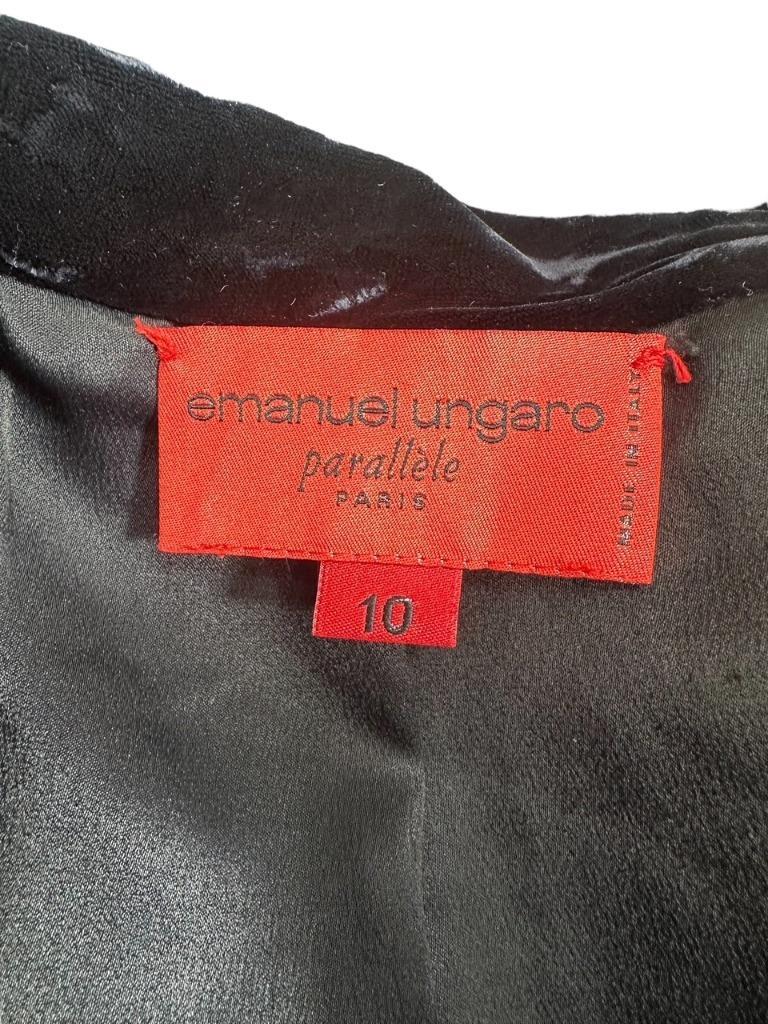 emanuel ungaro
parallèle
PARIS
MADE IN ITALY
10